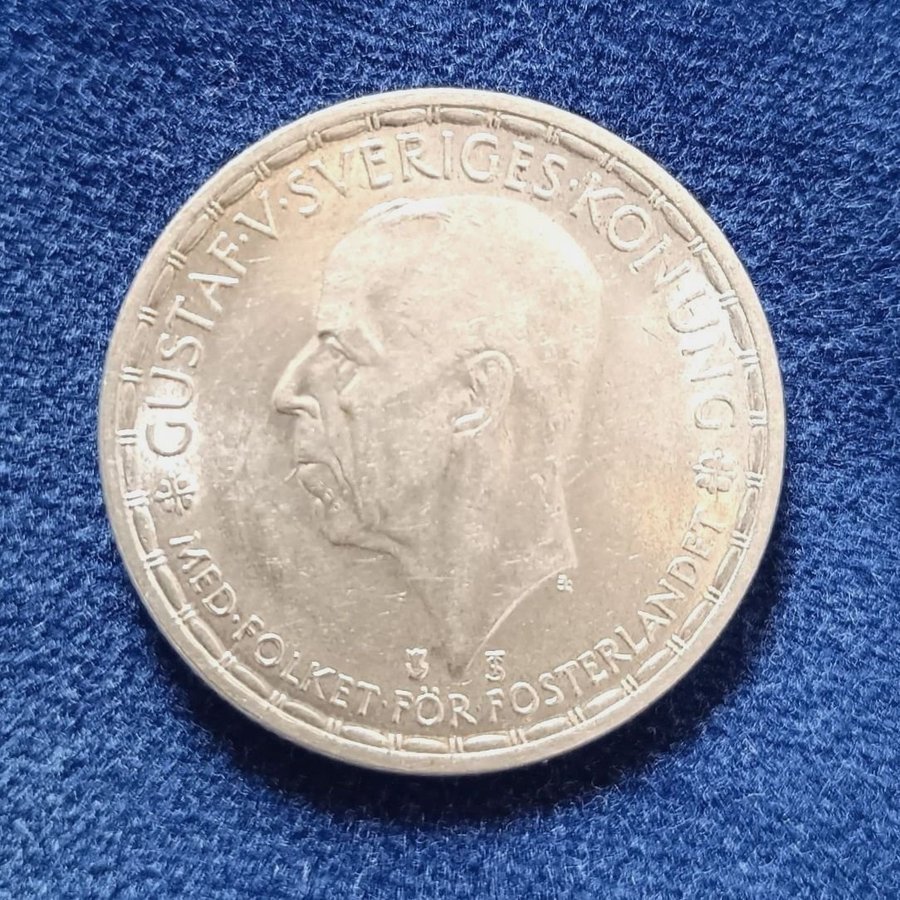 GUSTAF·V·SVERIGES·KONUNG
MED·FOLKET·FÖR·FOSTERLANDET